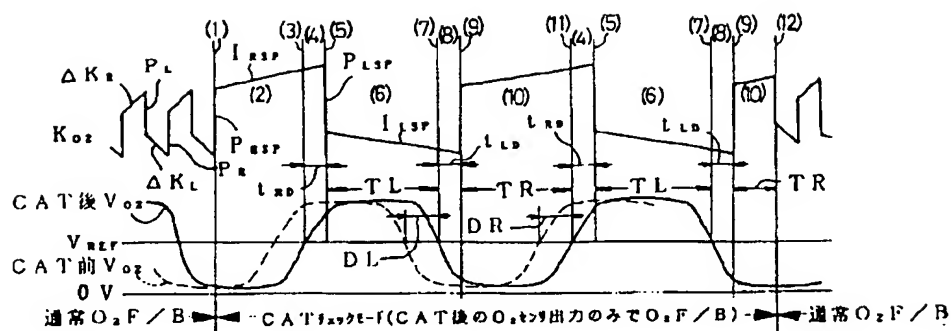 (1) (3) (4) (5) (7) (8) (9) (11) (4) (5) (7) (8) (9) (12)
I RSP
P LSP
ΔK R P L
(2) (6) (10) (6) (10)
K O2
I LSP
t RD t LD
P RSP
t LD
ΔK L P R
t RD
TL TR TL TR
CAT後 V O2
DR
V REF
DL
CAT前 V O2
0V
通常O₂F/B CATチェックモード(CAT後のO₂センサ出力のみでO₂F/B) 通常O₂F/B